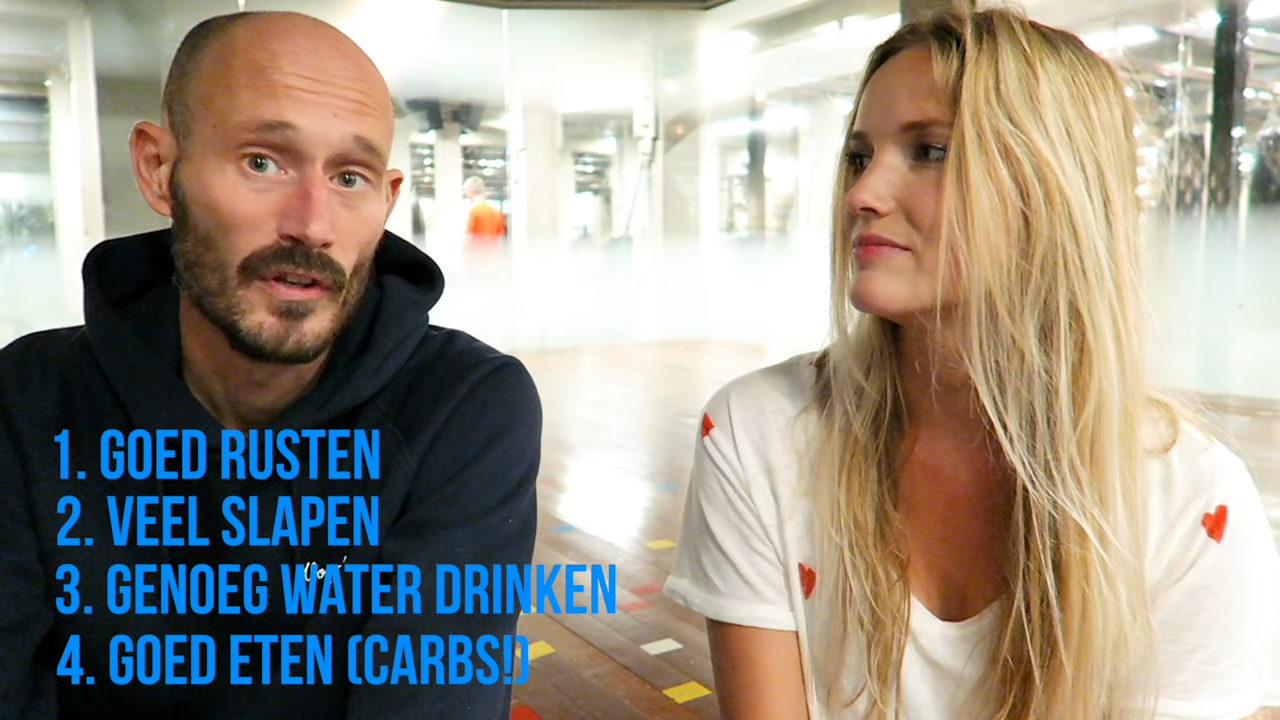 1. GOED RUSTEN
2. VEEL SLAPEN
3. GENOEG WATER DRINKEN
4. GOED ETEN (CARBS!)